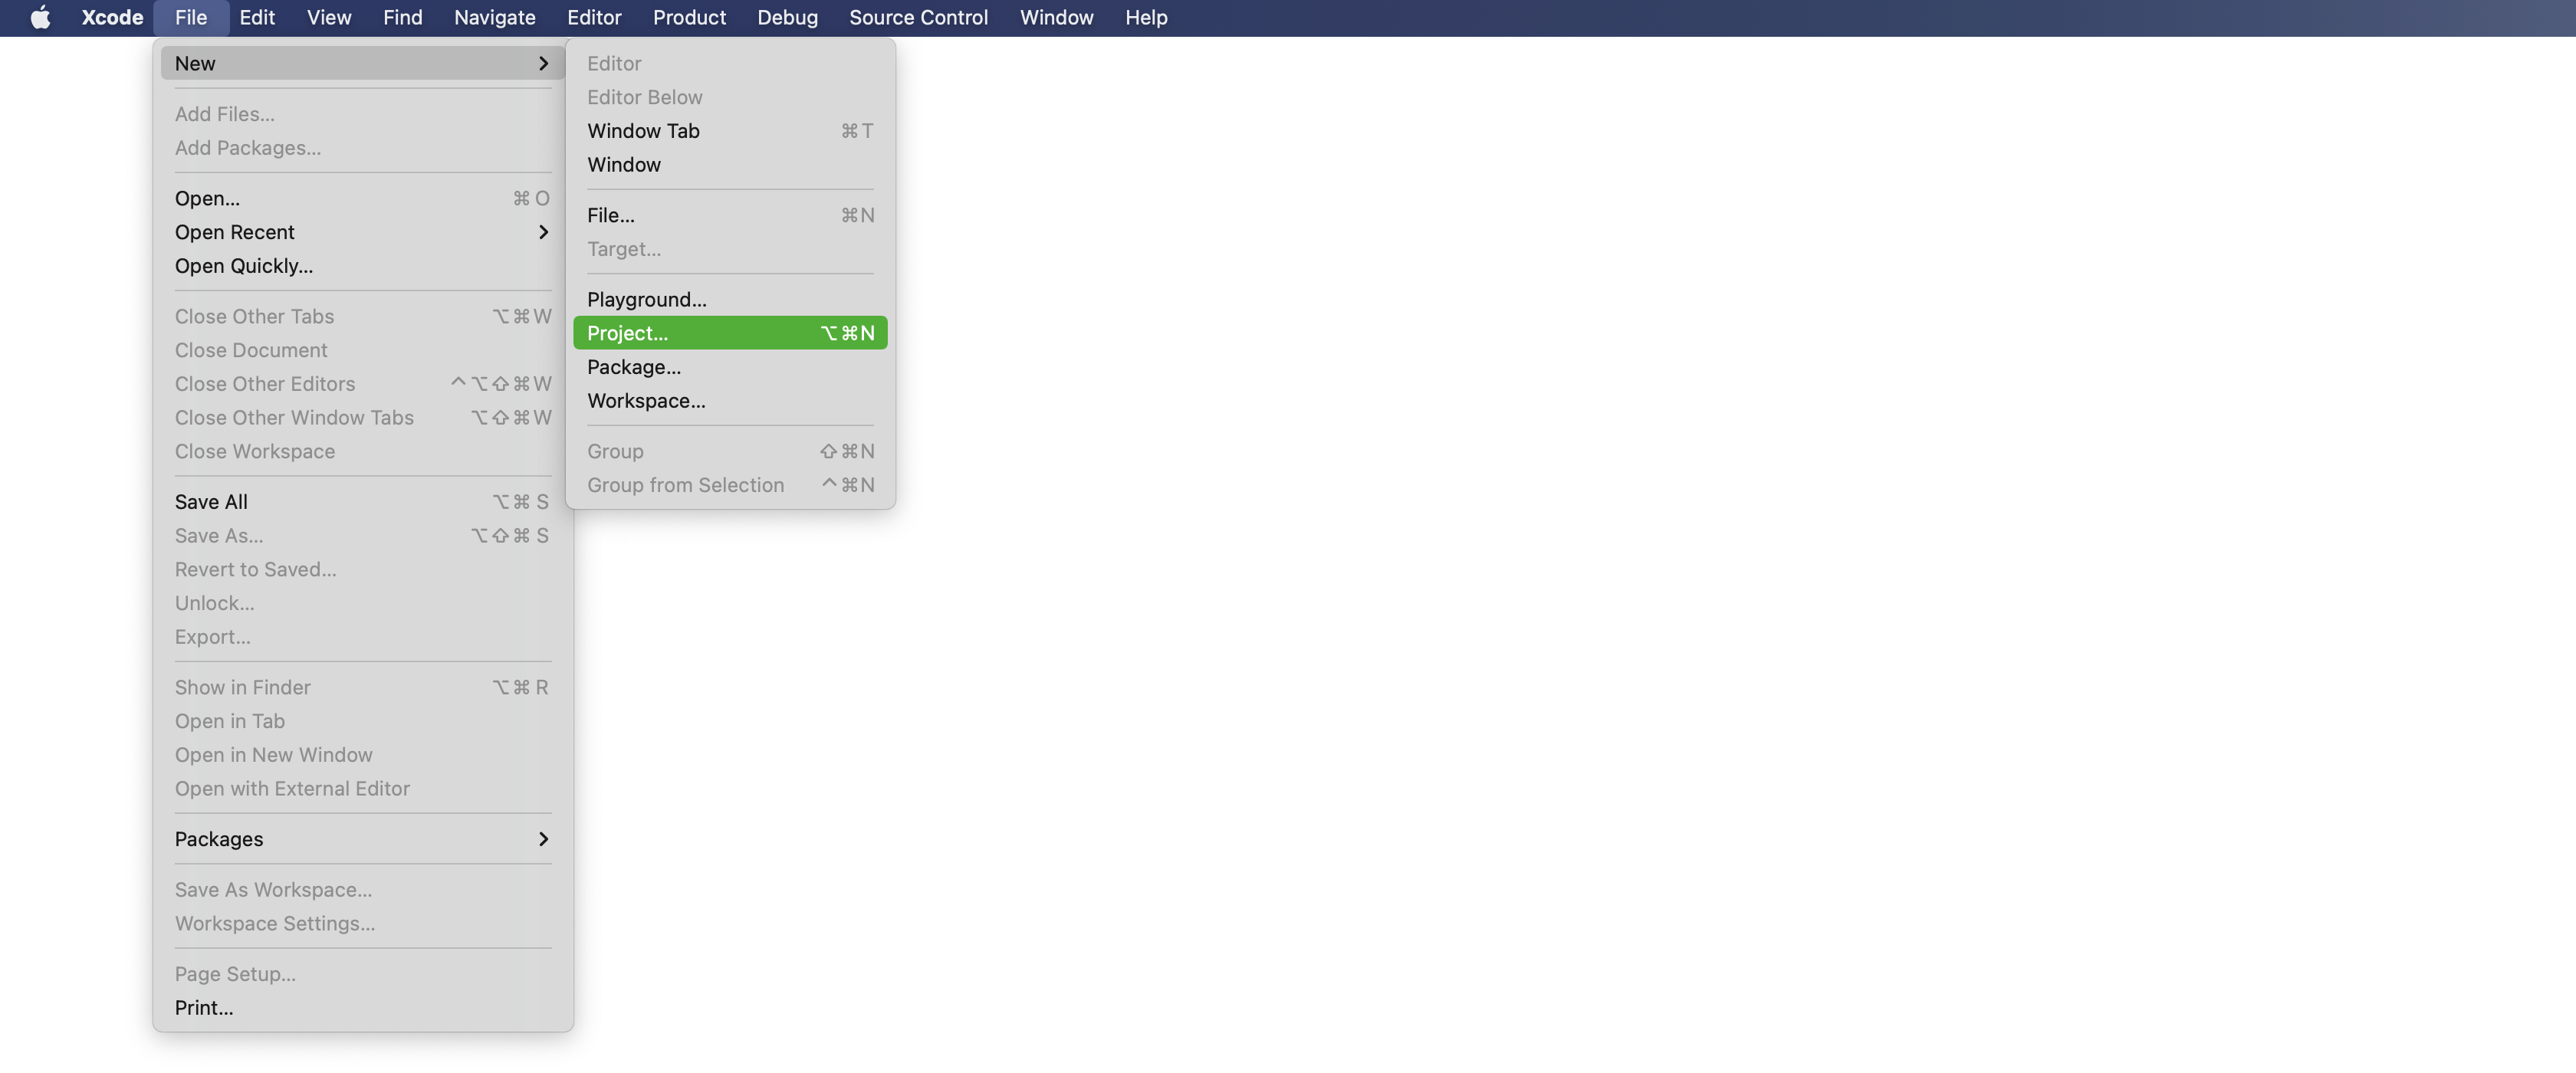 Xcode File Edit View Find Navigate Editor Product Debug Source Control Window Help
New
Add Files...
Add Packages...
Open... ⌘ O
Open Recent
Open Quickly...
Close Other Tabs ⌥⌘W
Close Document
Close Other Editors ^⌥⇧⌘W
Close Other Window Tabs ⌥⇧⌘W
Close Workspace
Save All ⌥⌘ S
Save As... ⌥⇧⌘ S
Revert to Saved...
Unlock...
Export...
Show in Finder ⌥⌘ R
Open in Tab
Open in New Window
Open with External Editor
Packages
Save As Workspace...
Workspace Settings...
Page Setup...
Print...
Editor
Editor Below
Window Tab ⌘T
Window
File... ⌘N
Target...
Playground...
Project... ⌥⌘N
Package...
Workspace...
Group ⇧⌘N
Group from Selection ^⌘N